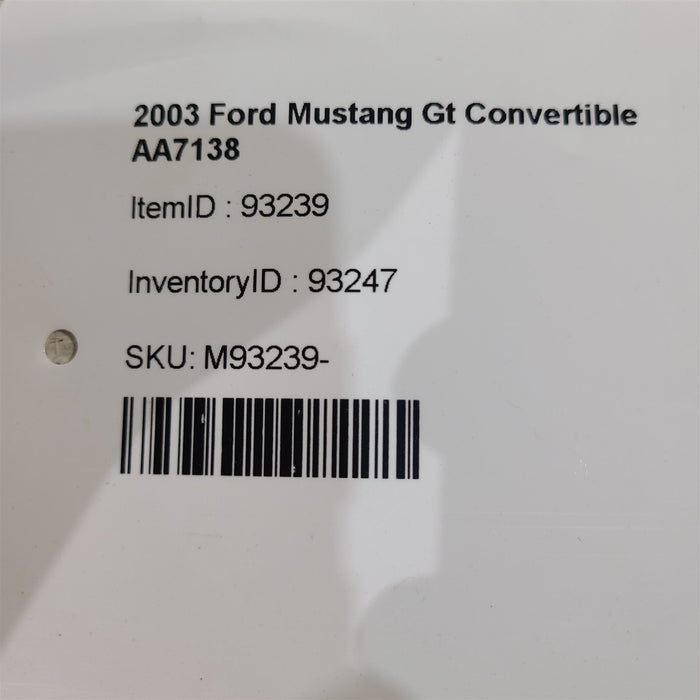 2003 Ford Mustang Gt Convertible
AA7138
ItemID : 93239
InventoryID : 93247
SKU: M93239-